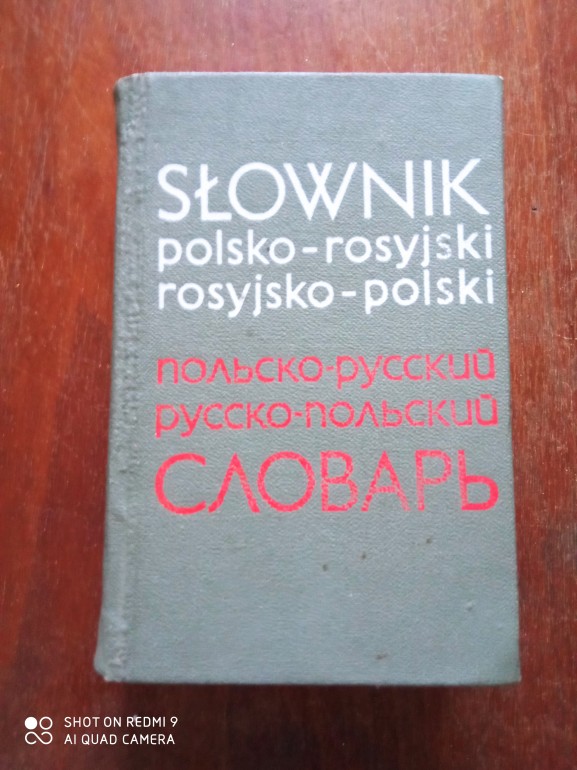 SŁOWNIK
polsko-rosyjski
rosyjsko-polski
польско-русский
русско-польский
СЛОВАРЬ
SHOT ON REDMI 9
AI QUAD CAMERA